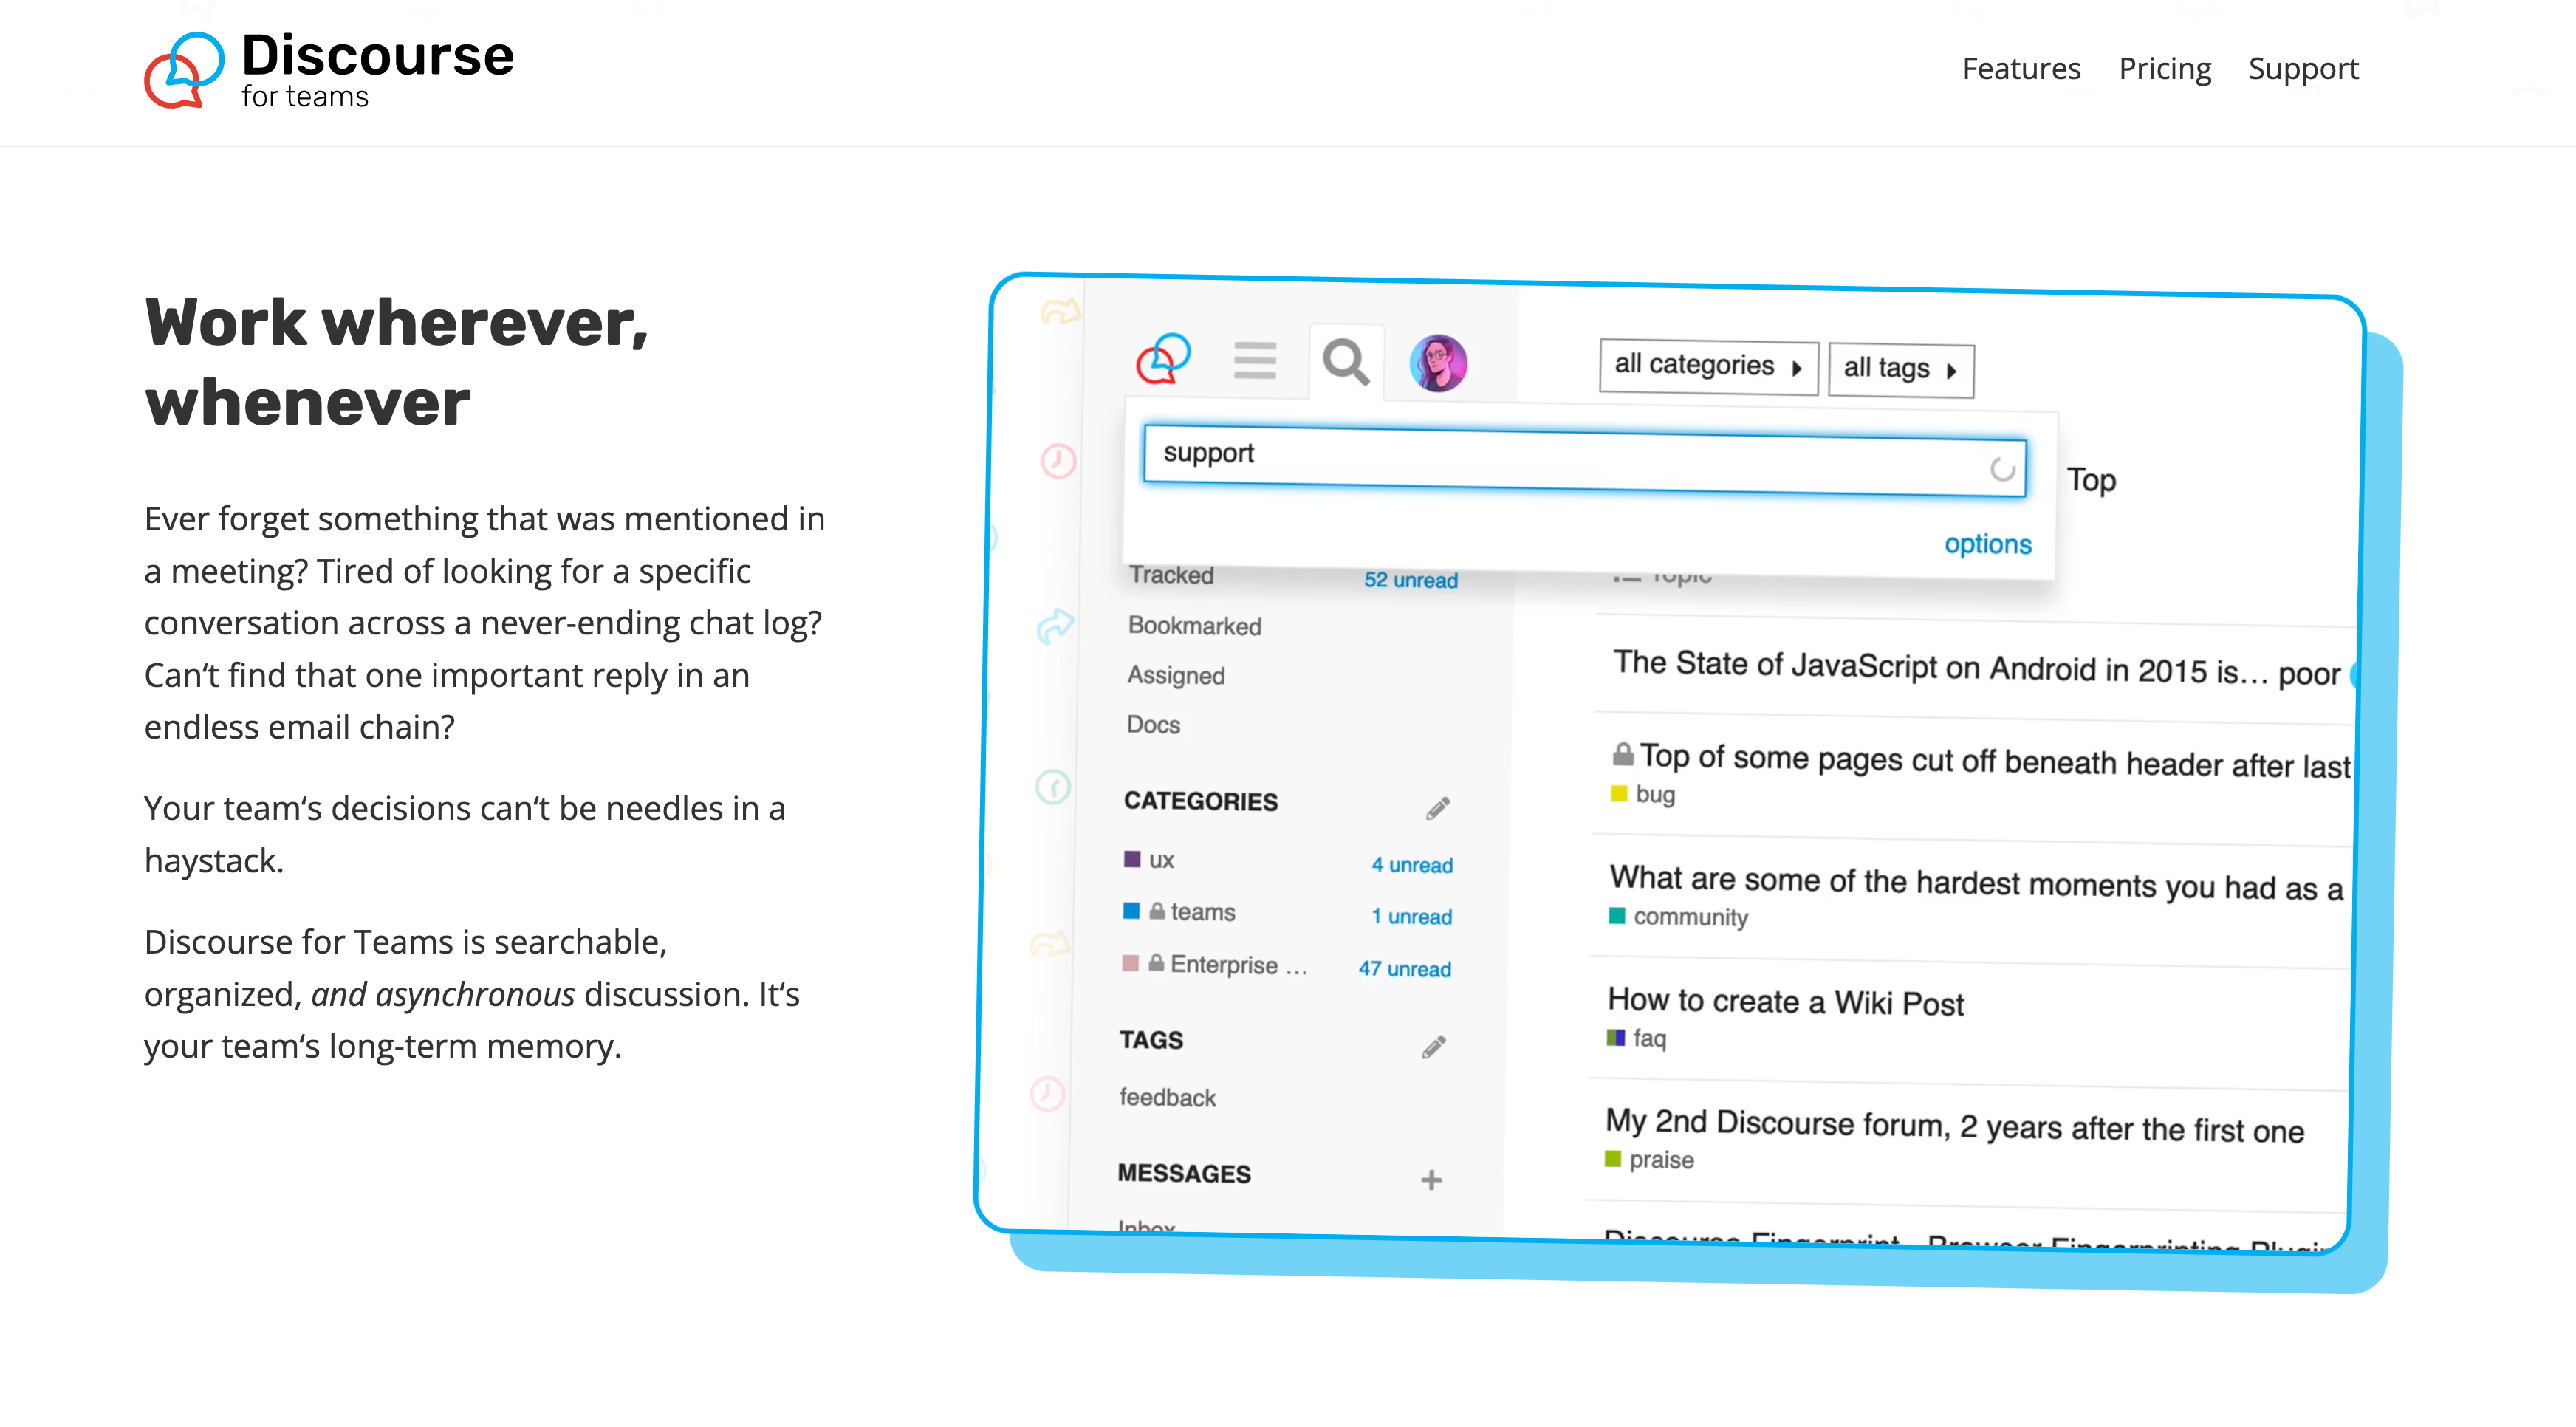 Discourse
for teams
Features Pricing Support
Work wherever,
whenever
Ever forget something that was mentioned in
a meeting? Tired of looking for a specific
conversation across a never-ending chat log?
Can‘t find that one important reply in an
endless email chain?
Your team‘s decisions can‘t be needles in a
haystack.
Discourse for Teams is searchable,
organized, and asynchronous discussion. It‘s
your team‘s long-term memory.
all categories all tags
support
Top
options
Tracked 52 unread
Bookmarked
Assigned
Docs
CATEGORIES
ux 4 unread
teams 1 unread
Enterprise ... 47 unread
TAGS
feedback
MESSAGES
Inbox
Topic
The State of JavaScript on Android in 2015 is... poor
Top of some pages cut off beneath header after last
bug
What are some of the hardest moments you had as a
community
How to create a Wiki Post
faq
My 2nd Discourse forum, 2 years after the first one
praise
Discourse Fingerprint - Browser Fingerprinting Plugin